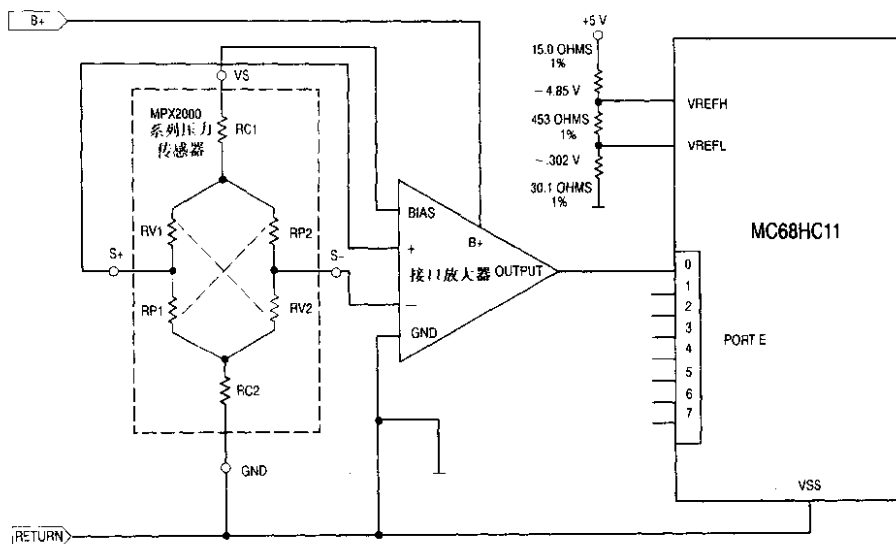 B+
+5 V
15.0 OHMS
1%
~ 4.85 V
453 OHMS
1%
~ .302 V
30.1 OHMS
1%
VREFH
VREFL
MC68HC11
VS
MPX2000
系列压力
传感器
RC1
RV1
RP2
S+
S−
RP1
RV2
RC2
GND
BIAS
B+
+
接口放大器
OUTPUT
−
GND
0
1
2
3
4
5
6
7
PORT E
VSS
RETURN